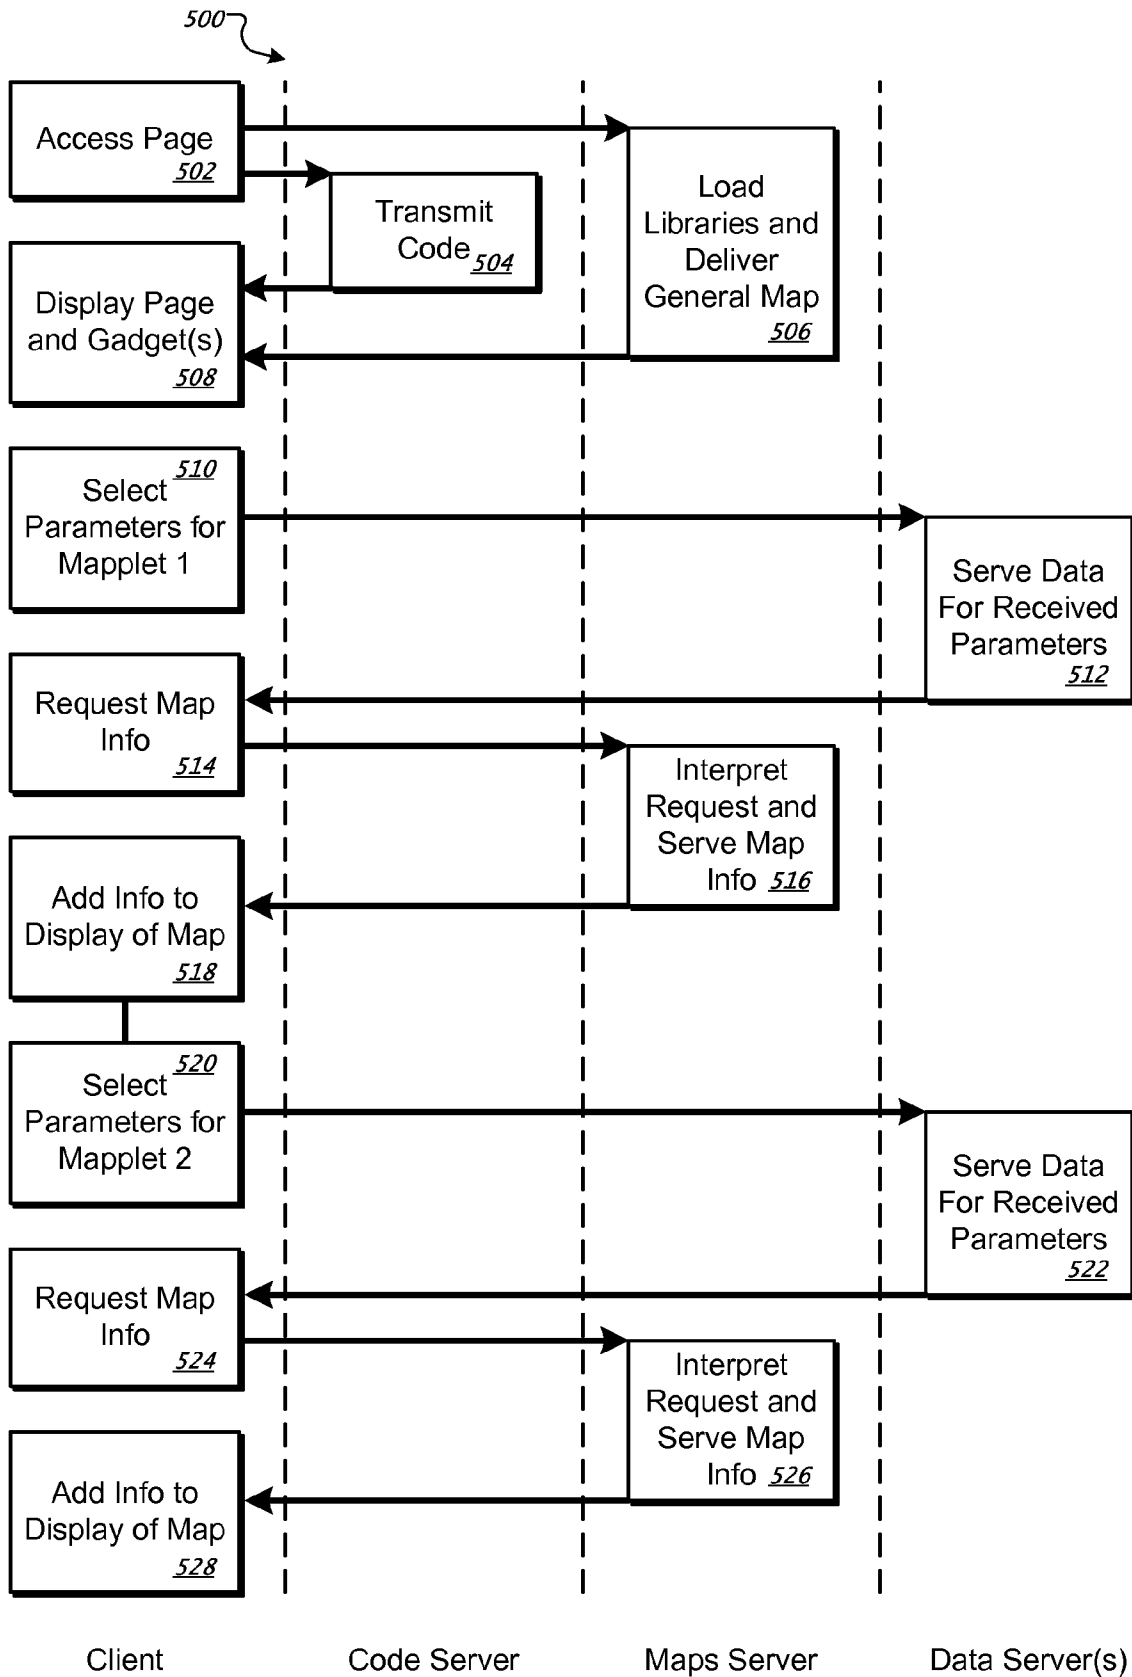 500
Access Page
502
Transmit
Code
504
Load
Libraries and
Deliver
General Map
506
Display Page
and Gadget(s)
508
510
Select
Parameters for
Mapplet 1
Serve Data
For Received
Parameters
512
Request Map
Info
514
Interpret
Request and
Serve Map
Info 516
Add Info to
Display of Map
518
520
Select
Parameters for
Mapplet 2
Serve Data
For Received
Parameters
522
Request Map
Info
524
Interpret
Request and
Serve Map
Info 526
Add Info to
Display of Map
528
Client
Code Server
Maps Server
Data Server(s)